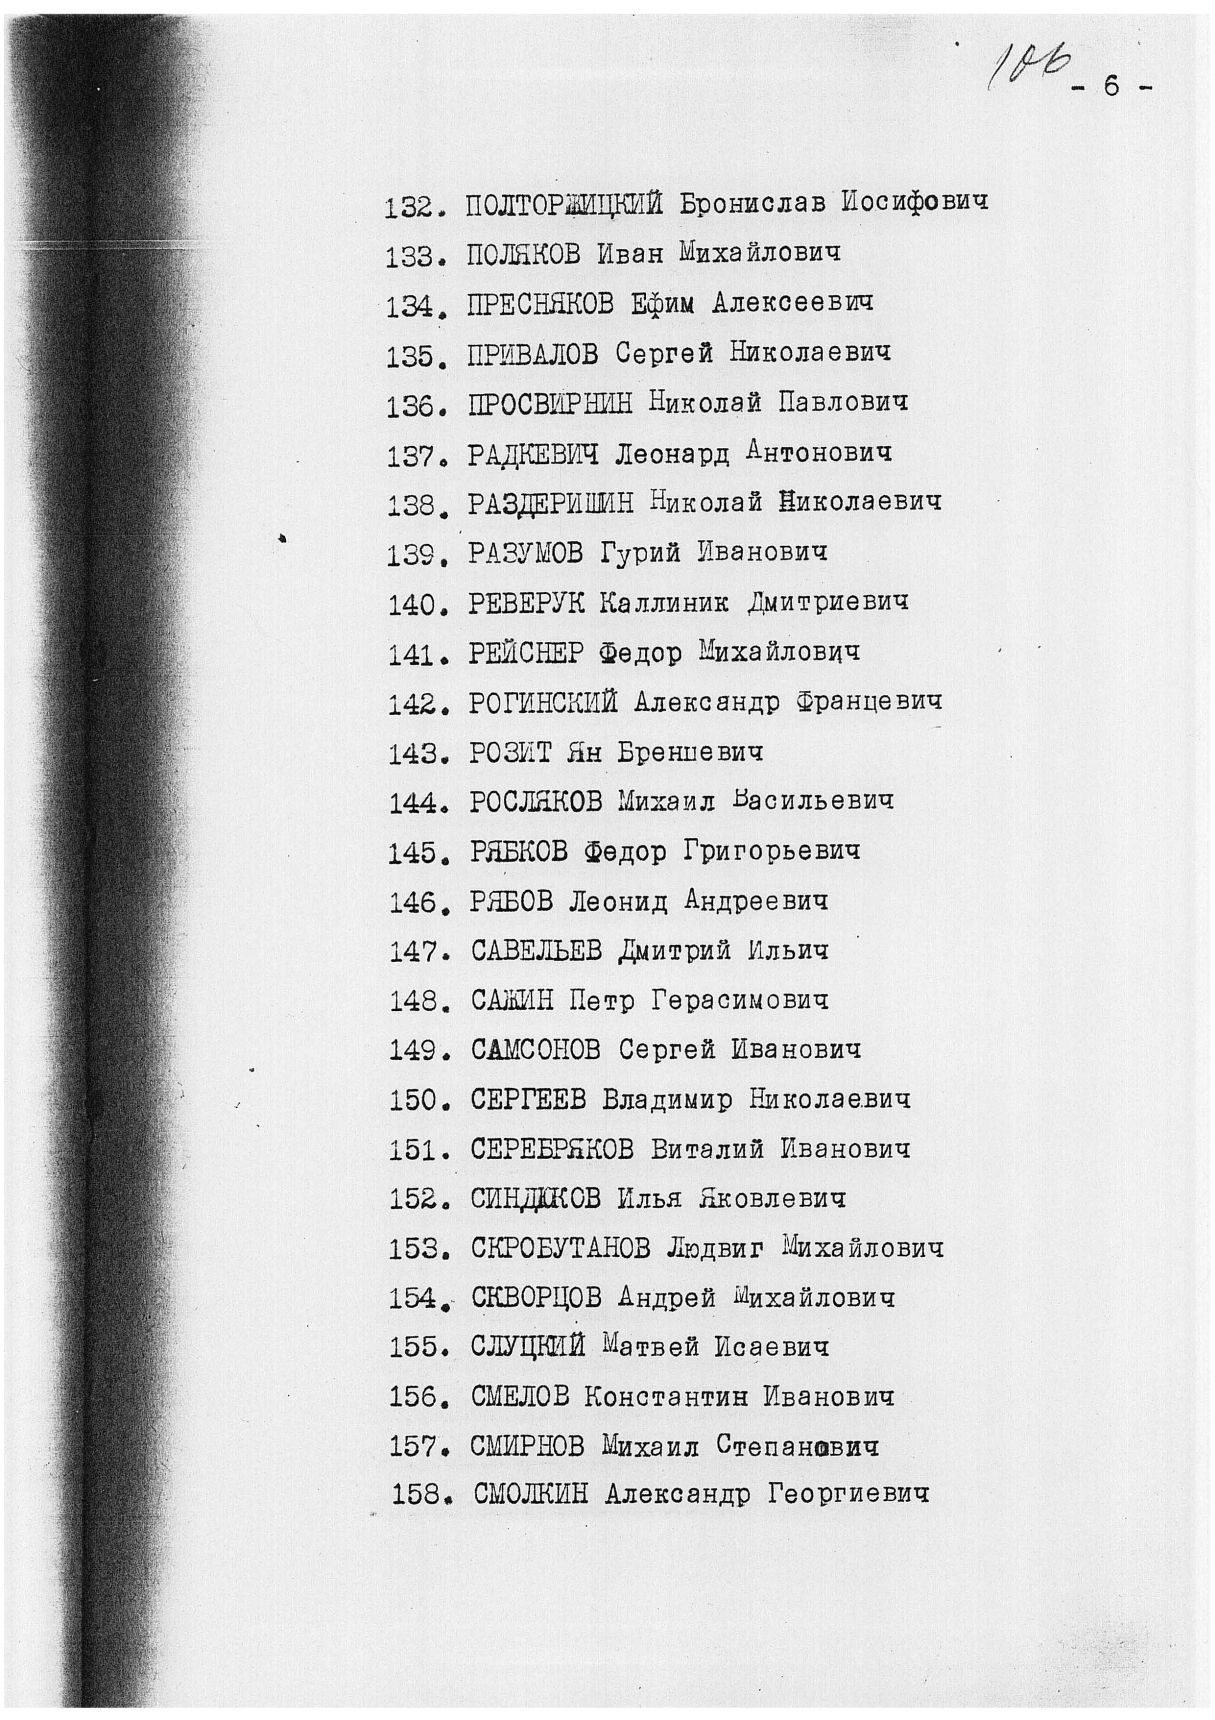 106
- 6 -
132. ПОЛТОРЖИЦКИЙ Бронислав Иосифович
133. ПОЛЯКОВ Иван Михайлович
134. ПРЕСНЯКОВ Ефим Алексеевич
135. ПРИВАЛОВ Сергей Николаевич
136. ПРОСВИРНИН Николай Павлович
137. РАДКЕВИЧ Леонард Антонович
138. РАЗДЕРИШИН Николай Николаевич
139. РАЗУМОВ Гурий Иванович
140. РЕВЕРУК Каллиник Дмитриевич
141. РЕЙСНЕР Федор Михайлович
142. РОГИНСКИЙ Александр Францевич
143. РОЗИТ Ян Бренцевич
144. РОСЛЯКОВ Михаил Васильевич
145. РЯБКОВ Федор Григорьевич
146. РЯБОВ Леонид Андреевич
147. САВЕЛЬЕВ Дмитрий Ильич
148. САЖИН Петр Герасимович
149. САМСОНОВ Сергей Иванович
150. СЕРГЕЕВ Владимир Николаевич
151. СЕРЕБРЯКОВ Виталий Иванович
152. Илья Яковлевич
153. СКРОБУТАНОВ Людвиг Михайлович
154. СКВОРЦОВ Андрей Михайлович
155. СЛУЦКИЙ Матвей Исаевич
156. СМЕЛОВ Константин Иванович
157. СМИРНОВ Михаил Степанович
158. СМОЛКИН Александр Георгиевич